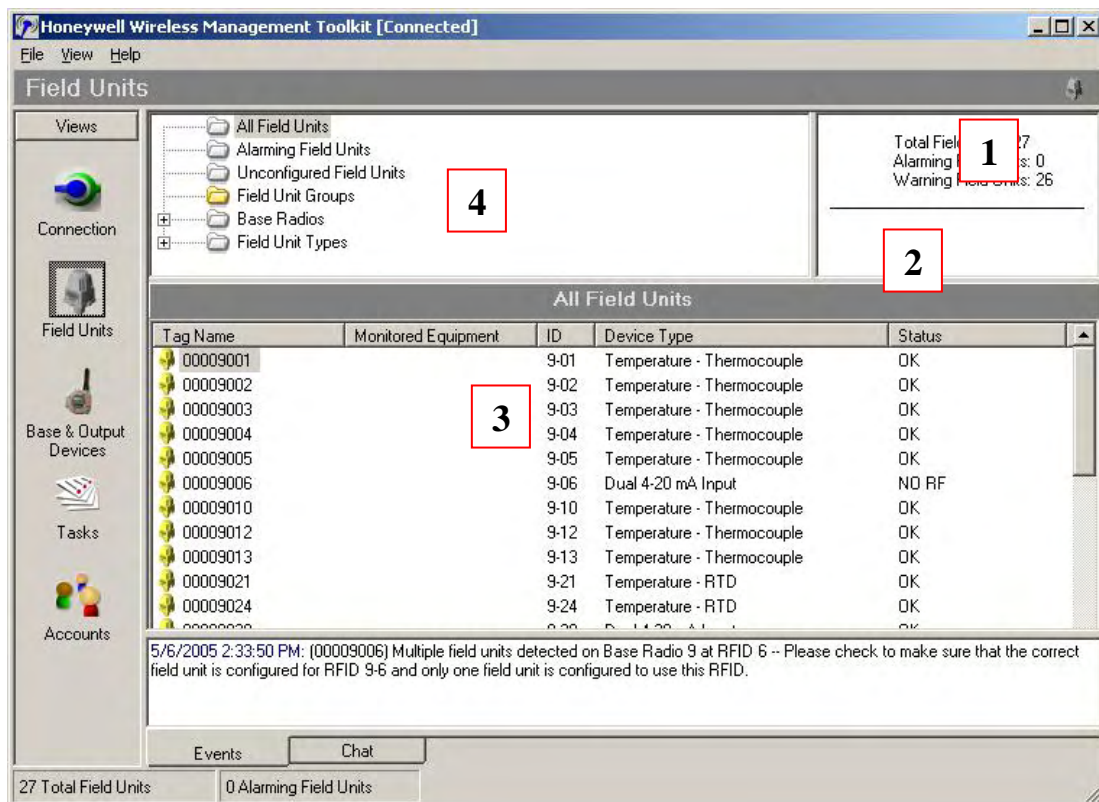 Honeywell Wireless Management Toolkit [Connected]
File View Help
Field Units
Views
Connection
Field Units
Base & Output
Devices
Tasks
Accounts
All Field Units
Alarming Field Units
Unconfigured Field Units
Field Unit Groups
Base Radios
Field Unit Types
4
Total 27
Alarming 0
Warning Field Units: 26
1
2
All Field Units
Tag Name Monitored Equipment ID Device Type Status
00009001 9-01 Temperature - Thermocouple OK
00009002 9-02 Temperature - Thermocouple OK
00009003 9-03 Temperature - Thermocouple OK
00009004 9-04 Temperature - Thermocouple OK
00009005 9-05 Temperature - Thermocouple OK
00009006 9-06 Dual 4-20 mA Input NO RF
00009010 9-10 Temperature - Thermocouple OK
00009012 9-12 Temperature - Thermocouple OK
00009013 9-13 Temperature - Thermocouple OK
00009021 9-21 Temperature - RTD OK
00009024 9-24 Temperature - RTD OK
3
5/6/2005 2:33:50 PM: (00009006) Multiple field units detected on Base Radio 9 at RFID 6 -- Please check to make sure that the correct
field unit is configured for RFID 9-6 and only one field unit is configured to use this RFID.
Events Chat
27 Total Field Units 0 Alarming Field Units